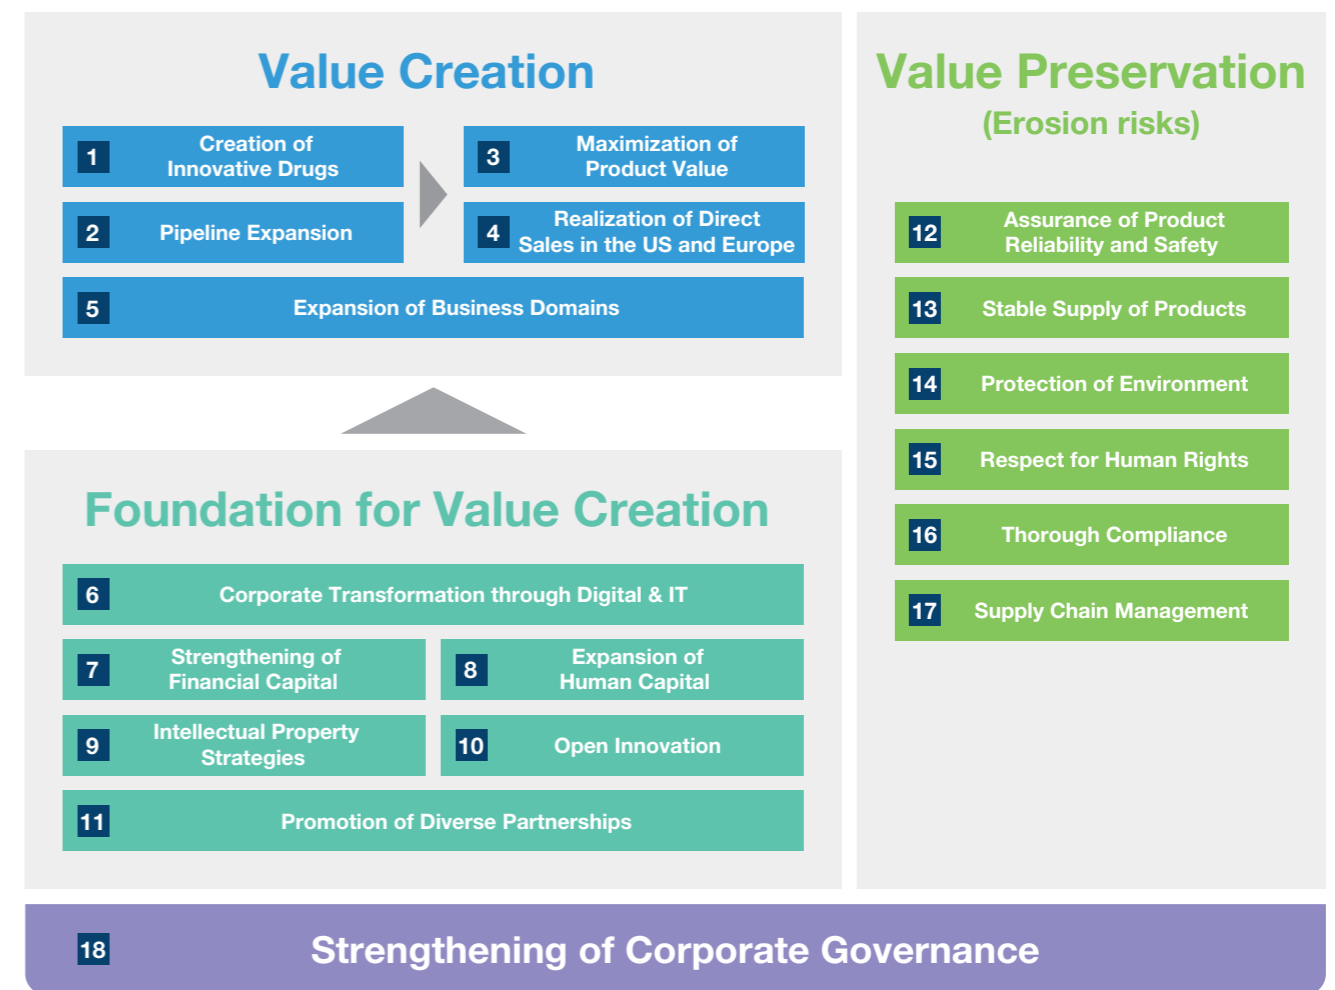 Value Creation
1
Creation of
Innovative Drugs
2
Pipeline Expansion
3
Maximization of
Product Value
4
Realization of Direct
Sales in the US and Europe
5
Expansion of Business Domains
Foundation for Value Creation
6
Corporate Transformation through Digital & IT
7
Strengthening of
Financial Capital
8
Expansion of
Human Capital
9
Intellectual Property
Strategies
10
Open Innovation
11
Promotion of Diverse Partnerships
Value Preservation
(Erosion risks)
12
Assurance of Product
Reliability and Safety
13
Stable Supply of Products
14
Protection of Environment
15
Respect for Human Rights
16
Thorough Compliance
17
Supply Chain Management
18
Strengthening of Corporate Governance